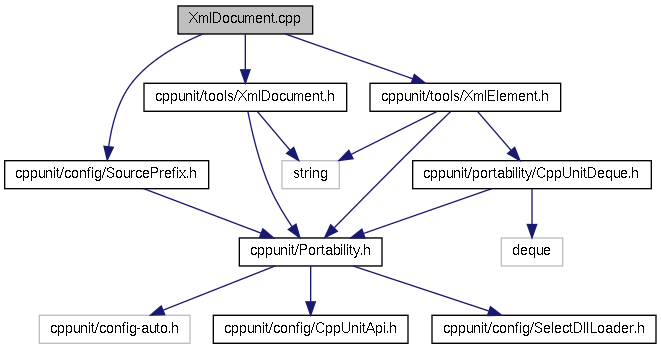 XmlDocument.cpp
cppunit/tools/XmlDocument.h
cppunit/tools/XmlElement.h
cppunit/config/SourcePrefix.h
string
cppunit/portability/CppUnitDeque.h
cppunit/Portability.h
deque
cppunit/config-auto.h
cppunit/config/CppUnitApi.h
cppunit/config/SelectDllLoader.h